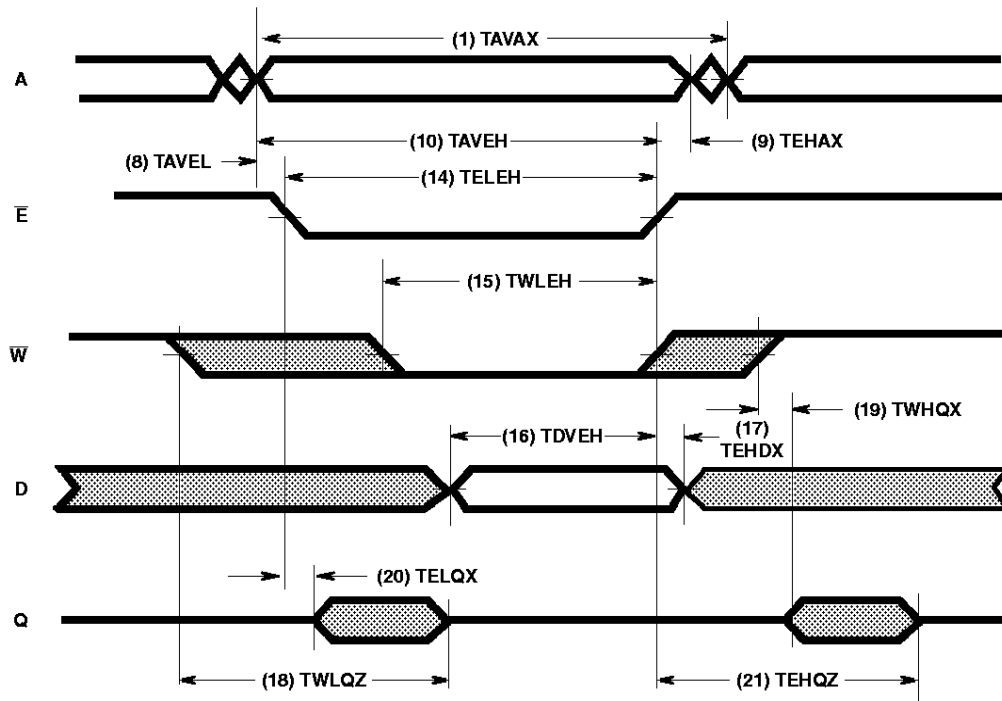 (1) TAVAX
A
(10) TAVEH
(9) TEHAX
(8) TAVEL
(14) TELEH
E̅
(15) TWLEH
W̅
(19) TWHQX
(16) TDVEH
(17)
TEHDX
D
(20) TELQX
Q
(18) TWLQZ
(21) TEHQZ